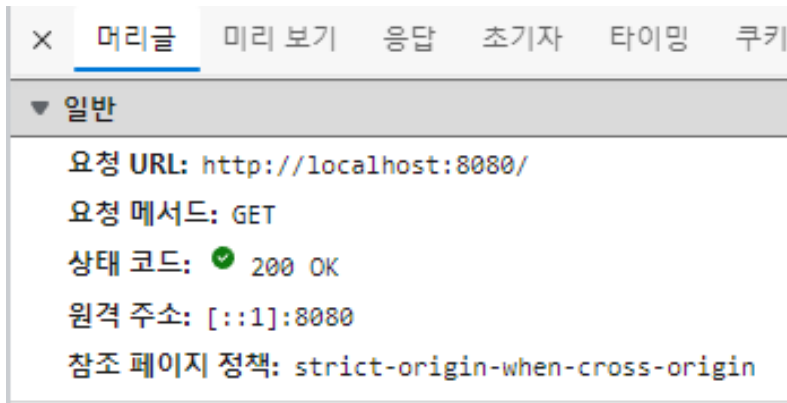 × 머리글 미리 보기 응답 초기자 타이밍 쿠키
▼ 일반
요청 URL: http://localhost:8080/
요청 메서드: GET
상태 코드: 200 OK
원격 주소: [::1]:8080
참조 페이지 정책: strict-origin-when-cross-origin